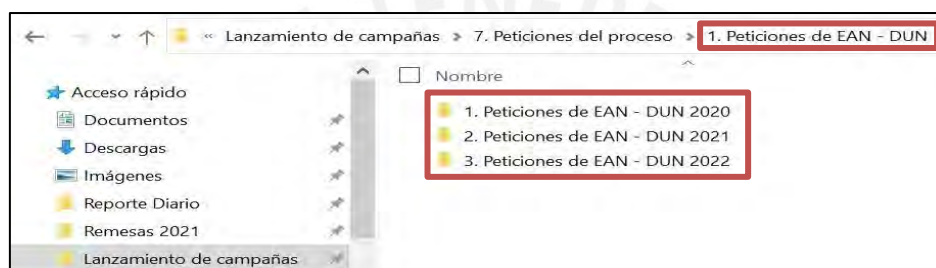 « Lanzamiento de campañas > 7. Peticiones del proceso > 1. Peticiones de EAN - DUN
Nombre
Acceso rápido
Documentos
Descargas
Imágenes
Reporte Diario
Remesas 2021
Lanzamiento de campañas
1. Peticiones de EAN - DUN 2020
2. Peticiones de EAN - DUN 2021
3. Peticiones de EAN - DUN 2022